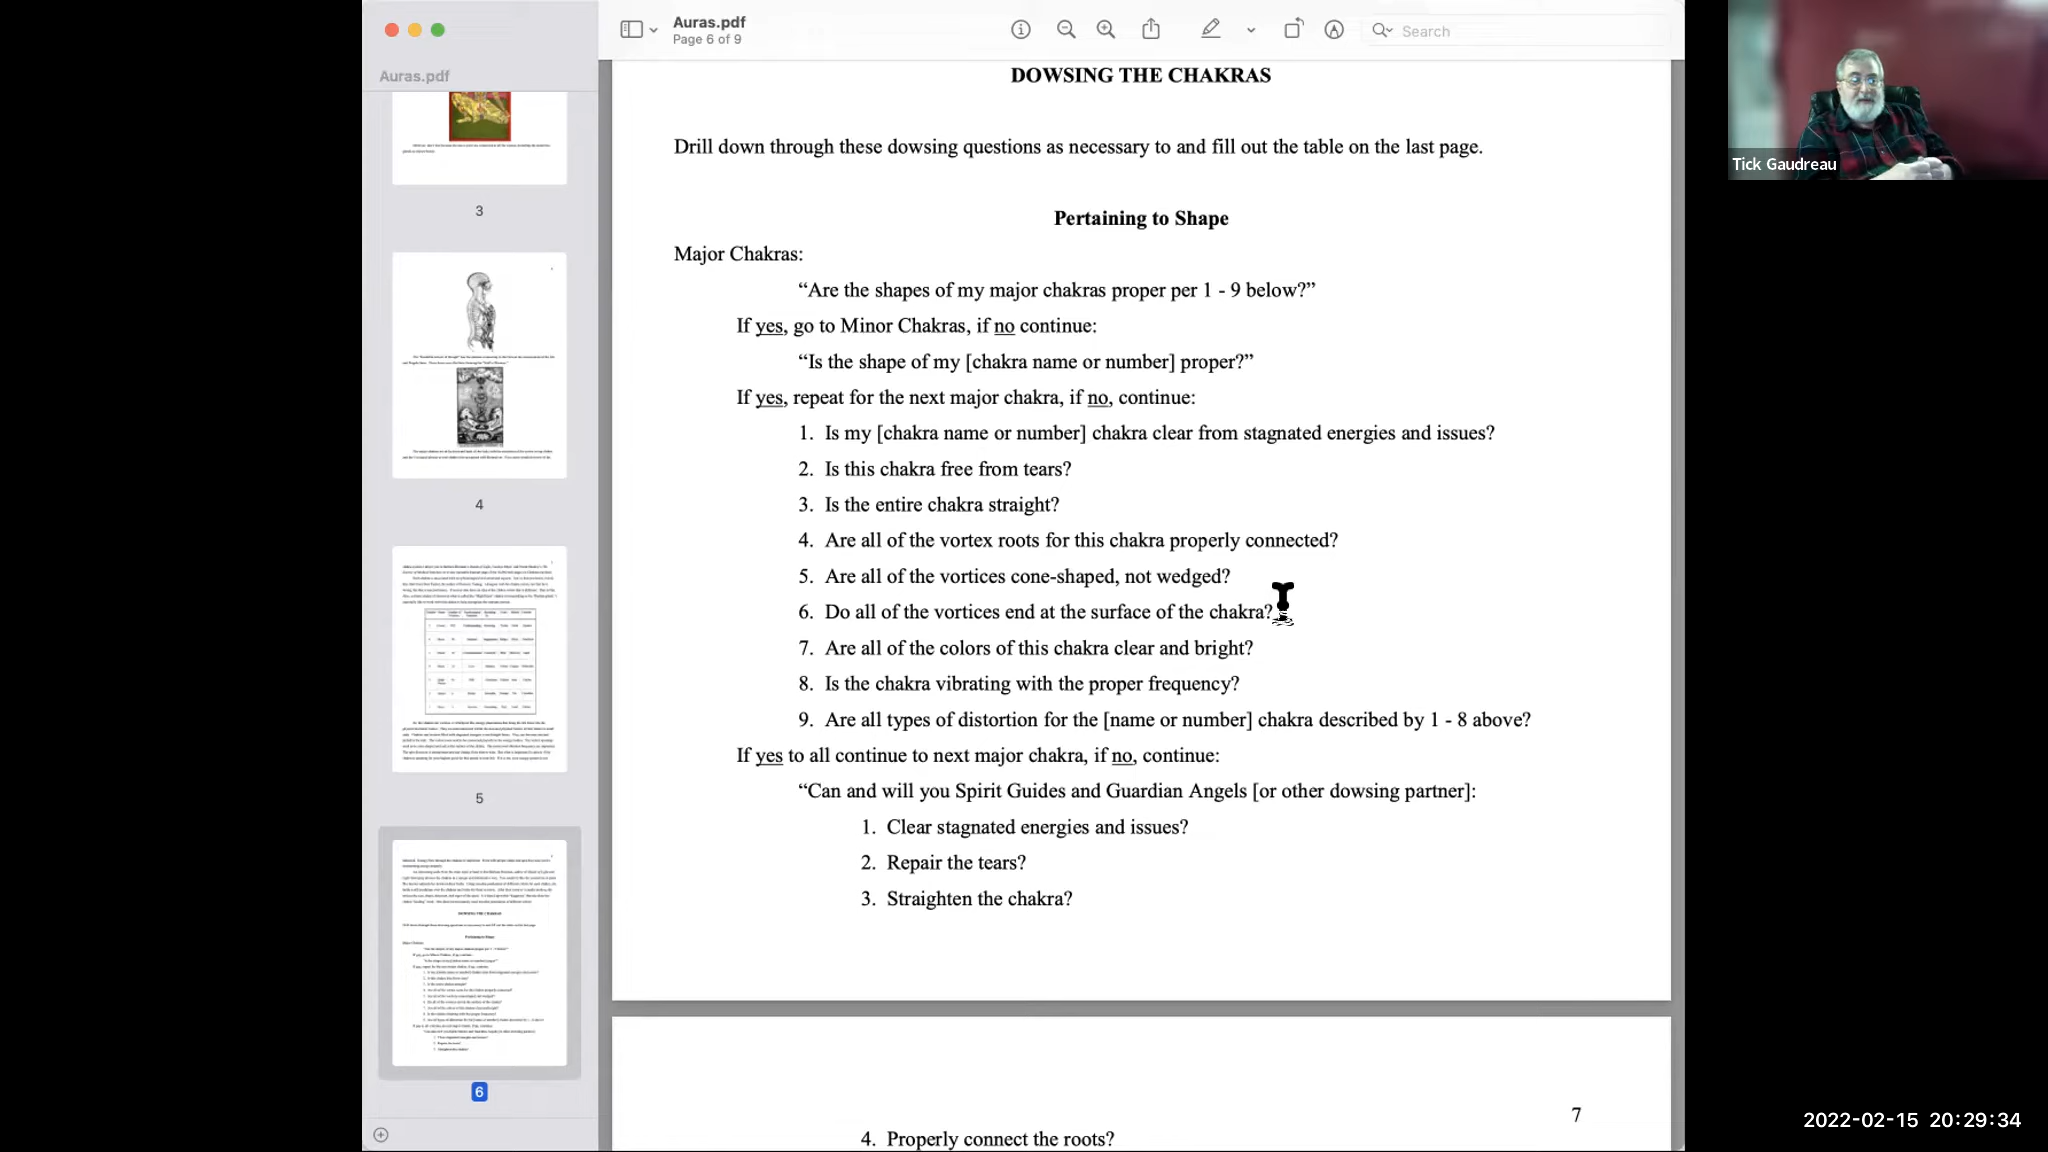 Auras.pdf
Page 6 of 9
Search
Auras.pdf
3
4
5
6
DOWSING THE CHAKRAS
Drill down through these dowsing questions as necessary to and fill out the table on the last page.
Pertaining to Shape
Major Chakras:
“Are the shapes of my major chakras proper per 1 - 9 below?”
If yes, go to Minor Chakras, if no continue:
“Is the shape of my [chakra name or number] proper?”
If yes, repeat for the next major chakra, if no, continue:
1. Is my [chakra name or number] chakra clear from stagnated energies and issues?
2. Is this chakra free from tears?
3. Is the entire chakra straight?
4. Are all of the vortex roots for this chakra properly connected?
5. Are all of the vortices cone-shaped, not wedged?
6. Do all of the vortices end at the surface of the chakra?
7. Are all of the colors of this chakra clear and bright?
8. Is the chakra vibrating with the proper frequency?
9. Are all types of distortion for the [name or number] chakra described by 1 - 8 above?
If yes to all continue to next major chakra, if no, continue:
“Can and will you Spirit Guides and Guardian Angels [or other dowsing partner]:
1. Clear stagnated energies and issues?
2. Repair the tears?
3. Straighten the chakra?
7
4. Properly connect the roots?
Tick Gaudreau
2022-02-15 20:29:34